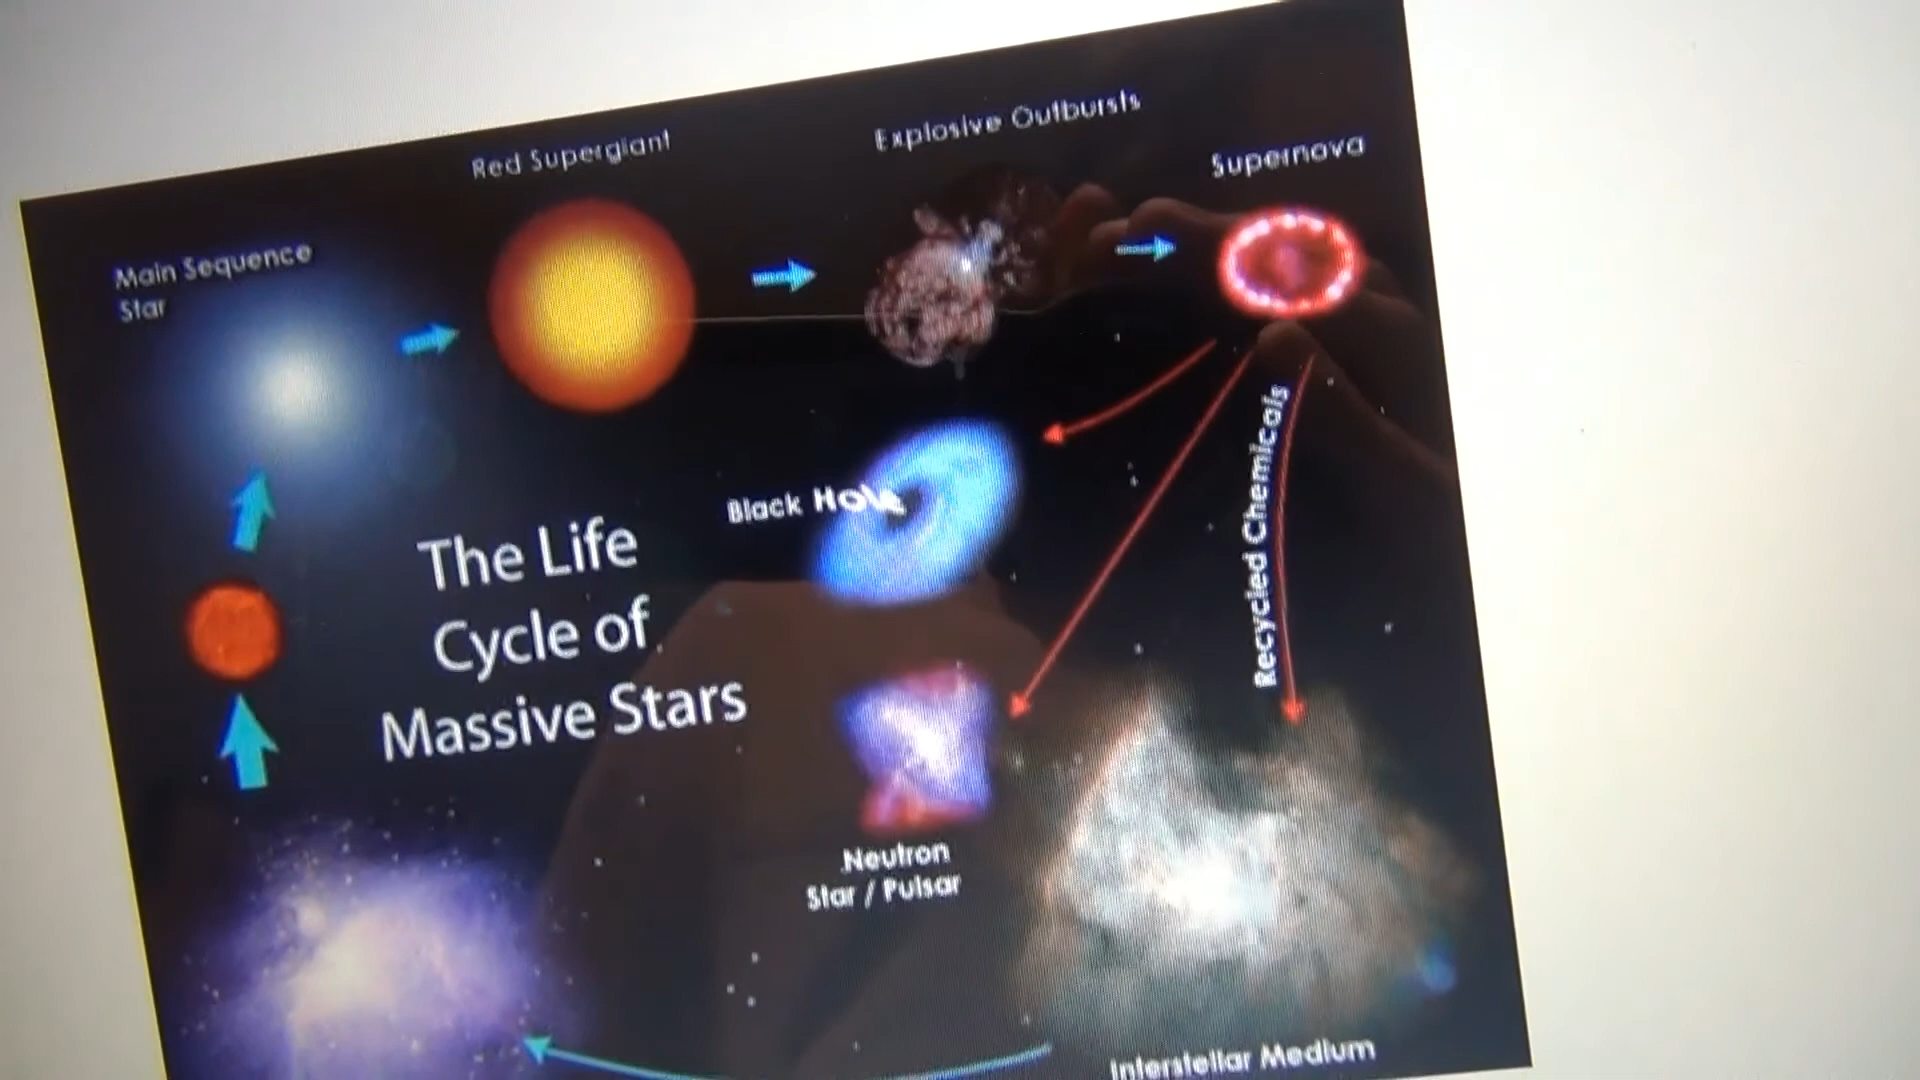 Explosive Outbursts
Red Supergiant
Supernova
Main Sequence
Star
Black Hole
Recycled Chemicals
The Life
Cycle of
Massive Stars
Neutron
Star / Pulsar
Interstellar Medium